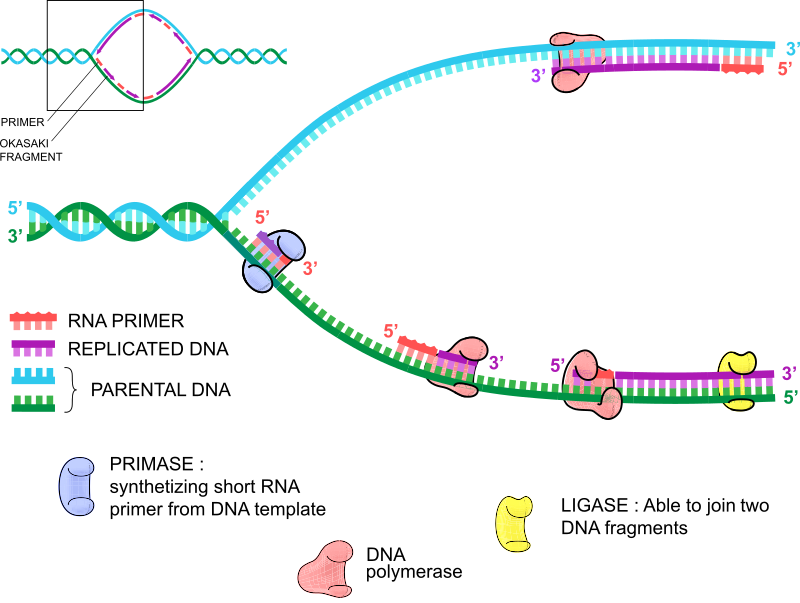 PRIMER
OKASAKI
FRAGMENT
3’
3’
5’
5’
3’
5’
3’
5’
3’
5’
3’
5’
RNA PRIMER
REPLICATED DNA
PARENTAL DNA
PRIMASE :
synthetizing short RNA
primer from DNA template
LIGASE : Able to join two
DNA fragments
DNA
polymerase